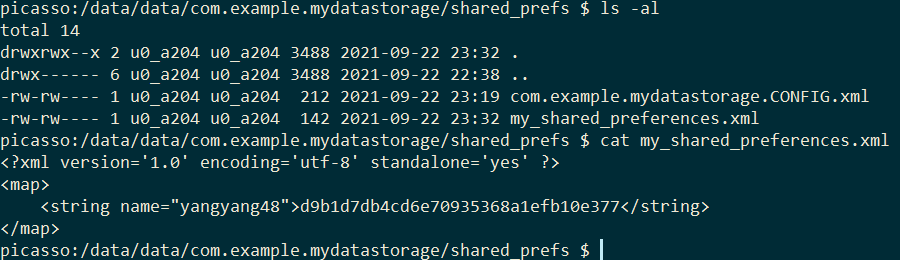 picasso:/data/data/com.example.mydatastorage/shared_prefs $ ls -al
total 14
drwxrwx--x 2 u0_a204 u0_a204 3488 2021-09-22 23:32 .
drwx------ 6 u0_a204 u0_a204 3488 2021-09-22 22:38 ..
-rw-rw---- 1 u0_a204 u0_a204  212 2021-09-22 23:19 com.example.mydatastorage.CONFIG.xml
-rw-rw---- 1 u0_a204 u0_a204  142 2021-09-22 23:32 my_shared_preferences.xml
picasso:/data/data/com.example.mydatastorage/shared_prefs $ cat my_shared_preferences.xml
<?xml version='1.0' encoding='utf-8' standalone='yes' ?>
<map>
    <string name="yangyang48">d9b1d7db4cd6e70935368a1efb10e377</string>
</map>
picasso:/data/data/com.example.mydatastorage/shared_prefs $